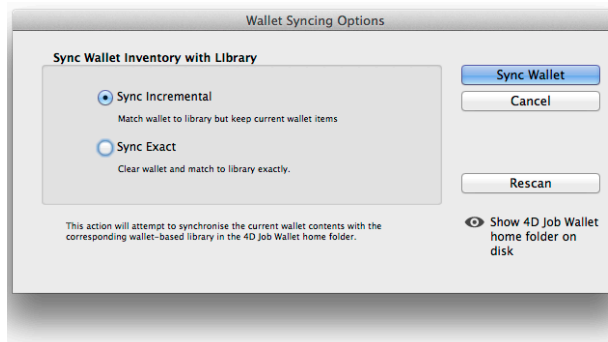 Wallet Syncing Options
Sync Wallet Inventory with LIbrary
Sync Incremental
Match wallet to library but keep current wallet items
Sync Exact
Clear wallet and match to library exactly.
This action will attempt to synchronise the current wallet contents with the
corresponding wallet-based library in the 4D Job Wallet home folder.
Sync Wallet
Cancel
Rescan
Show 4D Job Wallet
home folder on
disk